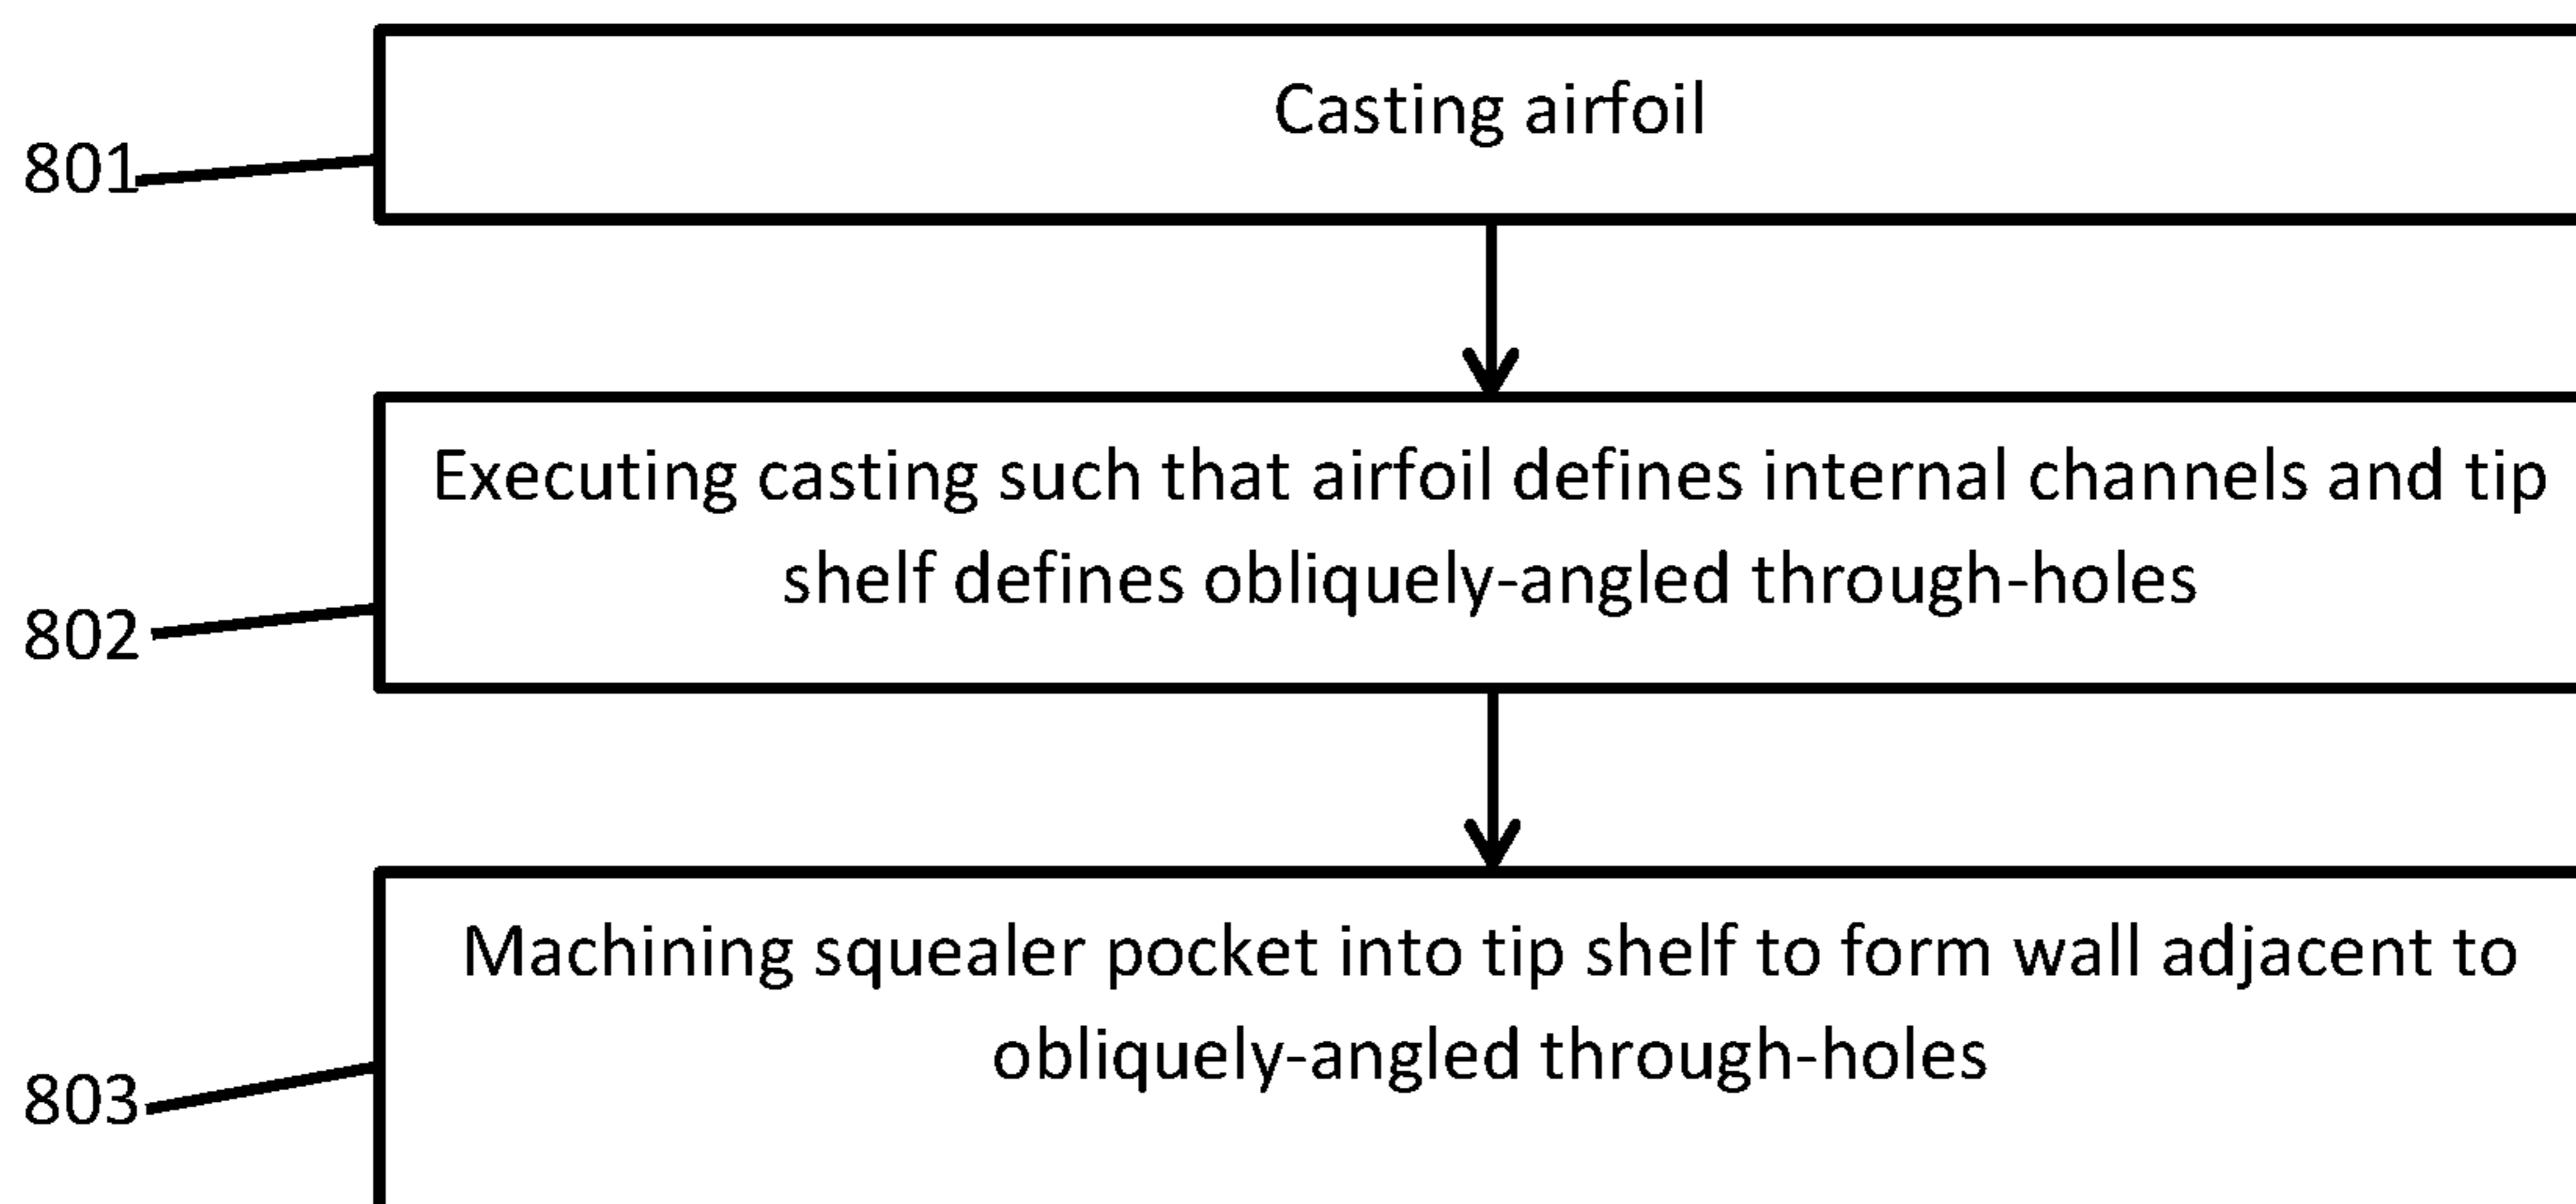 Casting airfoil
801
Executing casting such that airfoil defines internal channels and tip
shelf defines obliquely-angled through-holes
802
Machining squealer pocket into tip shelf to form wall adjacent to
obliquely-angled through-holes
803